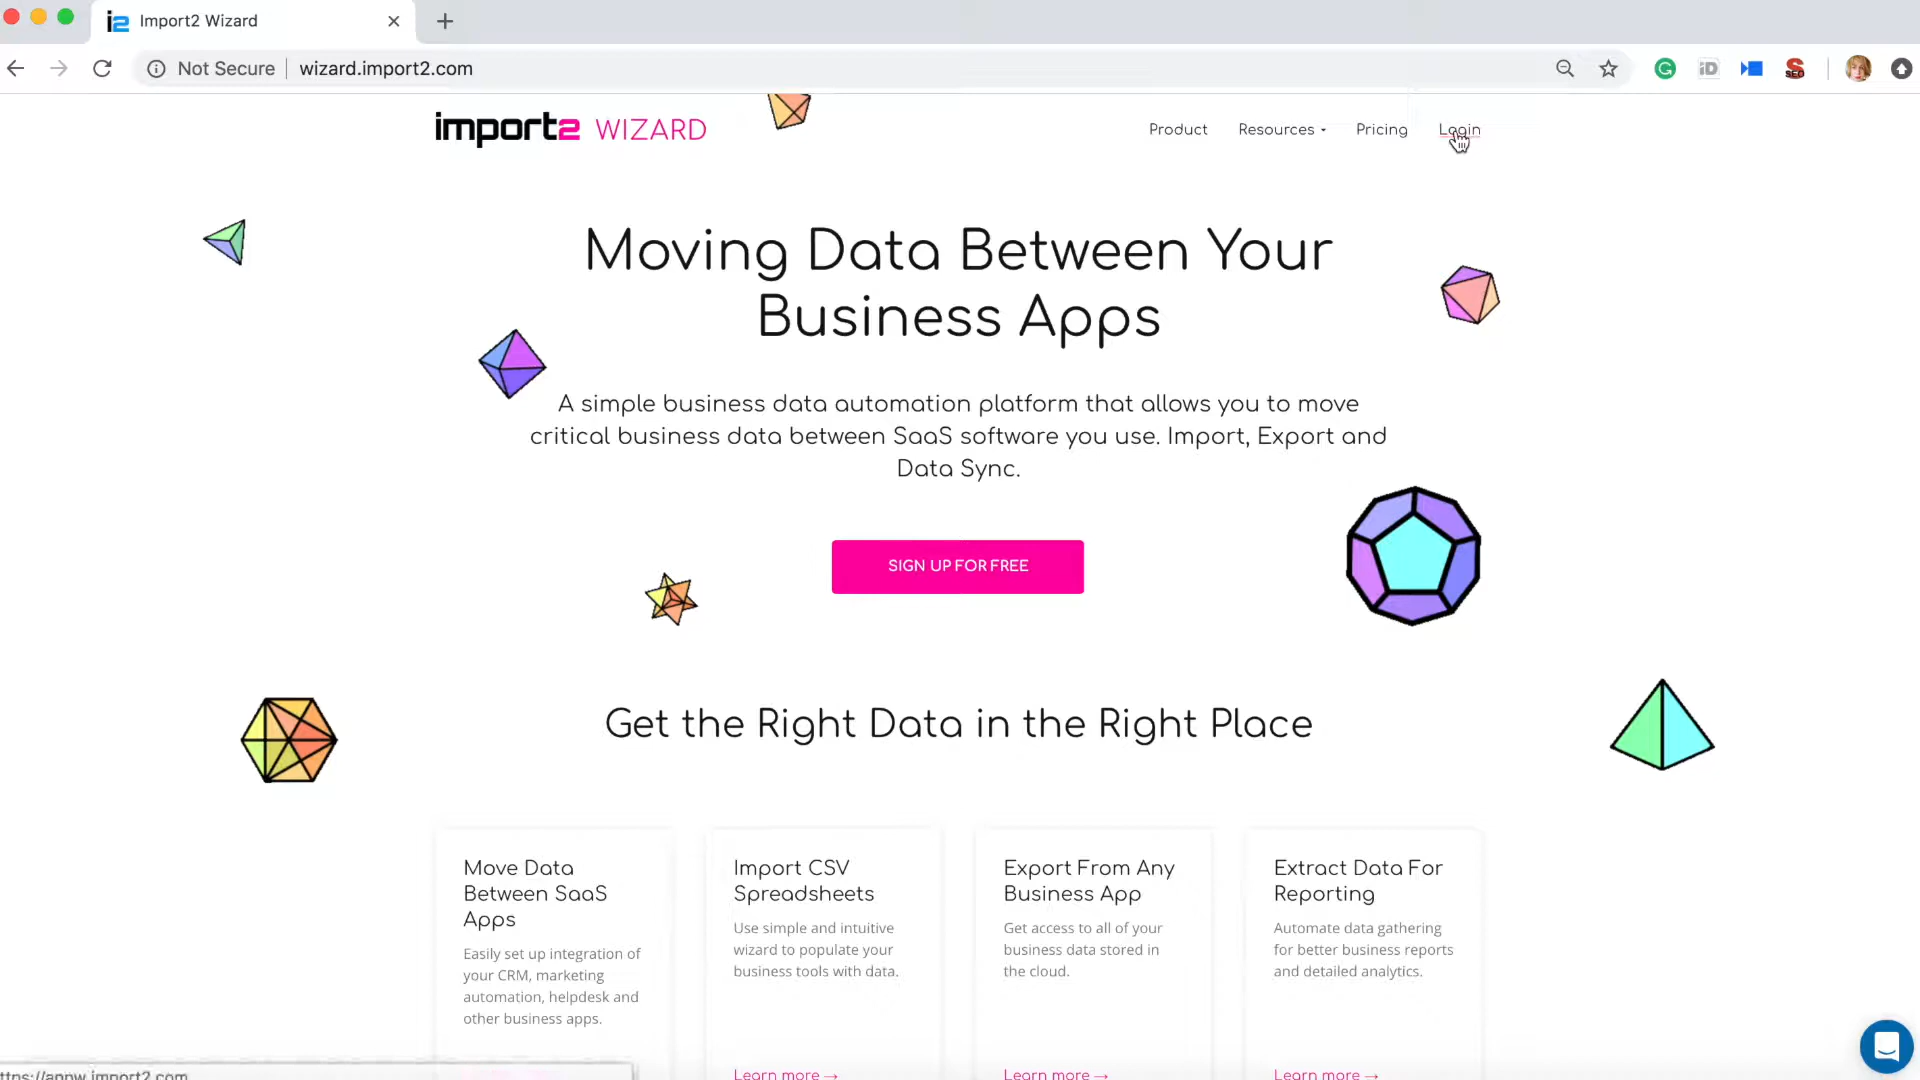 Import2 Wizard
Not Secure
wizard.import2.com
import2 WIZARD
Product
Resources
Pricing
Login
Moving Data Between Your
Business Apps
A simple business data automation platform that allows you to move
critical business data between SaaS software you use. Import, Export and
Data Sync.
SIGN UP FOR FREE
Get the Right Data in the Right Place
Move Data
Between SaaS
Apps
Easily set up integration of
your CRM, marketing
automation, helpdesk and
other business apps.
Import CSV
Spreadsheets
Use simple and intuitive
wizard to populate your
business tools with data.
Learn more →
Export From Any
Business App
Get access to all of your
business data stored in
the cloud.
Learn more →
Extract Data For
Reporting
Automate data gathering
for better business reports
and detailed analytics.
Learn more →
ttps://appw.import2.com